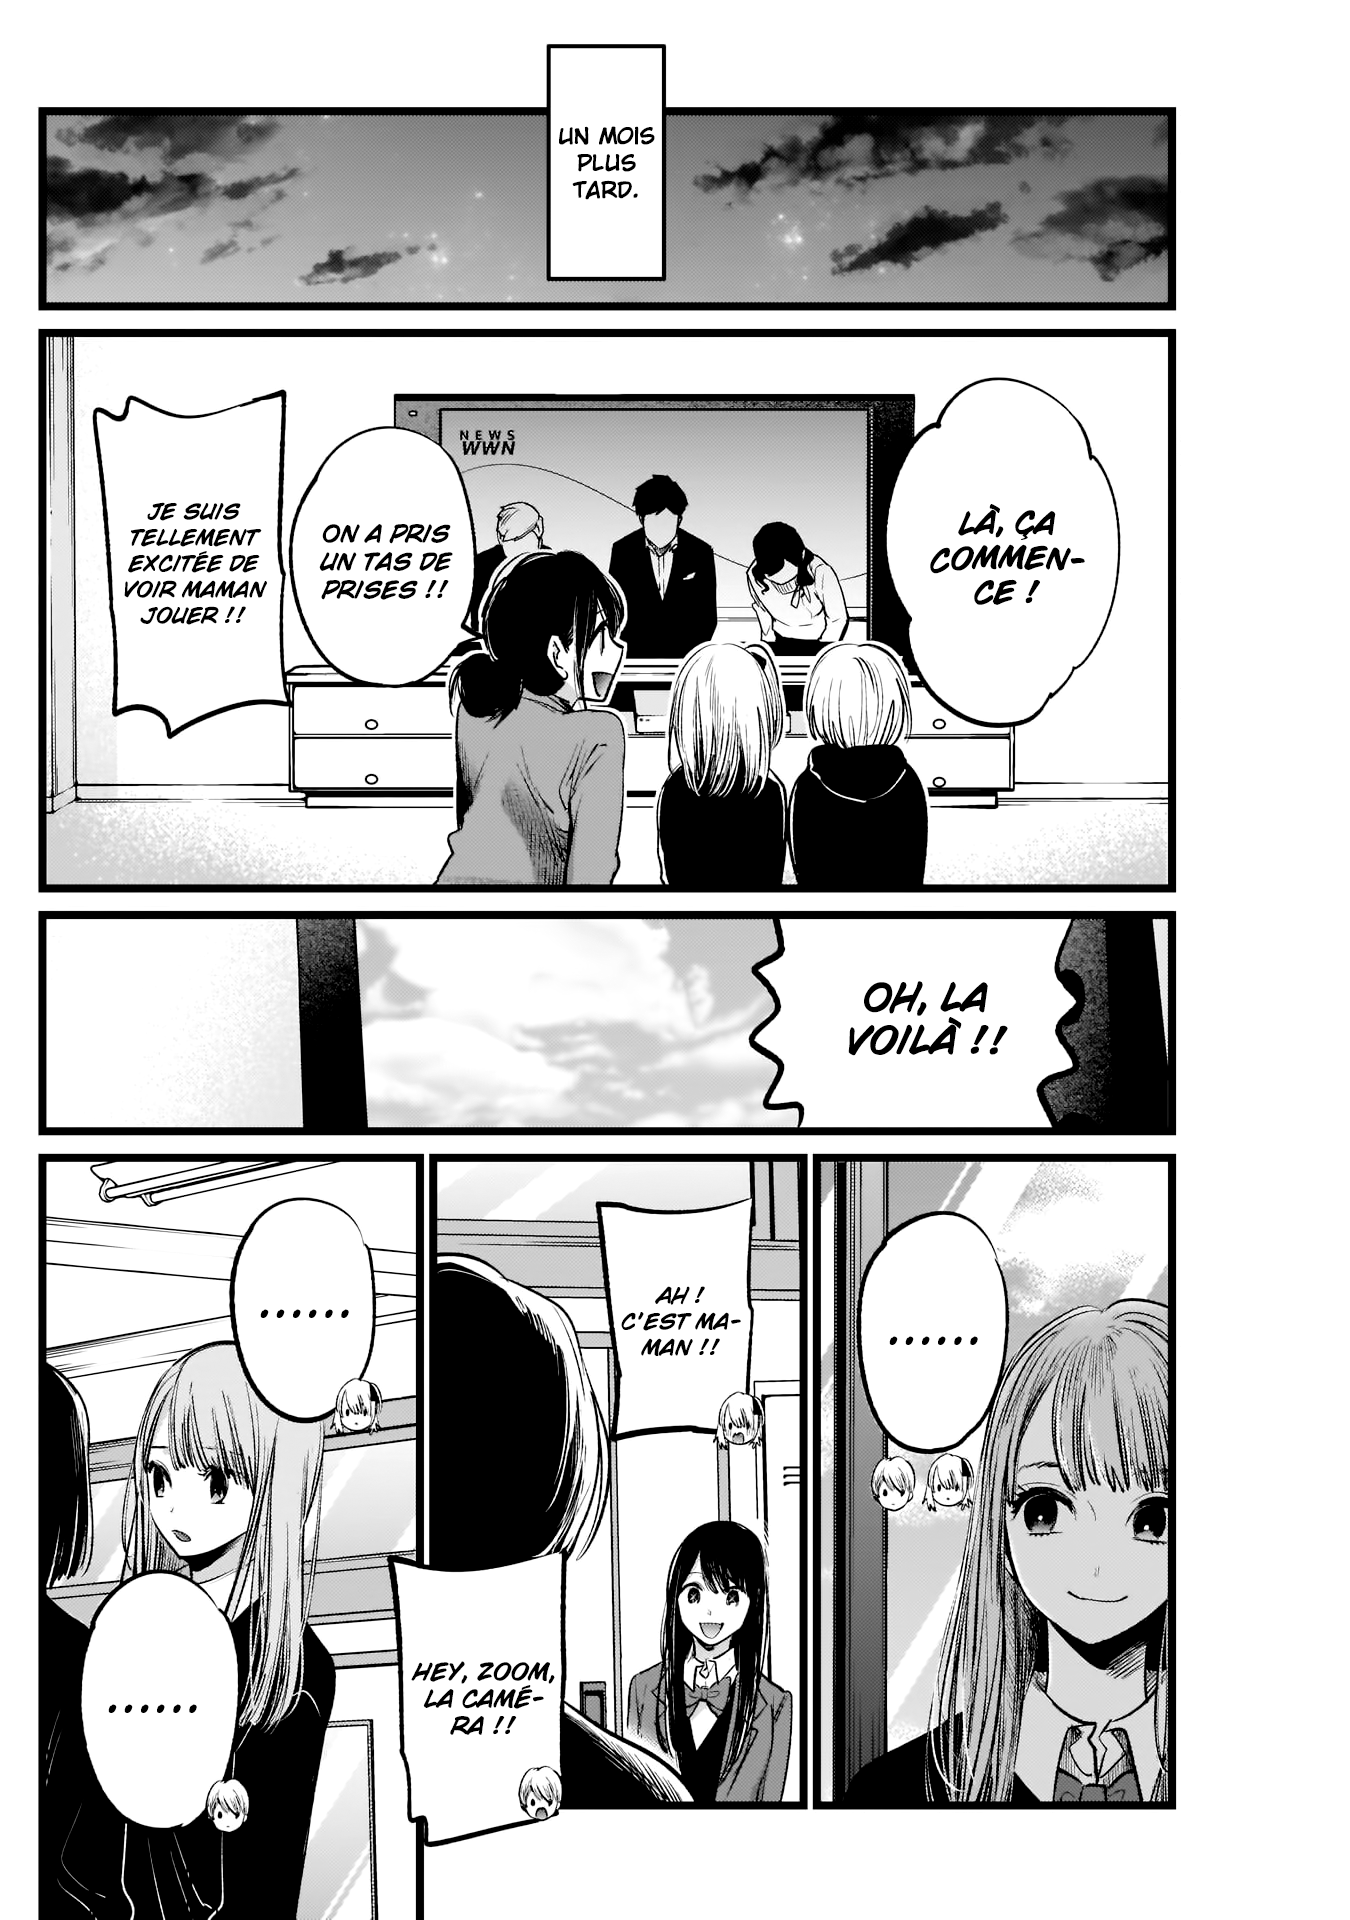 UN MOIS
PLUS
TARD.
LÀ, ÇA
COMMEN-
CE !
NEWS
WWN
ON A PRIS
UN TAS DE
PRISES !!
JE SUIS
TELLEMENT
EXCITÉE DE
VOIR MAMAN
JOUER !!
OH, LA
VOILÀ !!
......
AH !
C'EST MA-
MAN !!
HEY, ZOOM,
LA CAMÉ-
RA !!
......
......